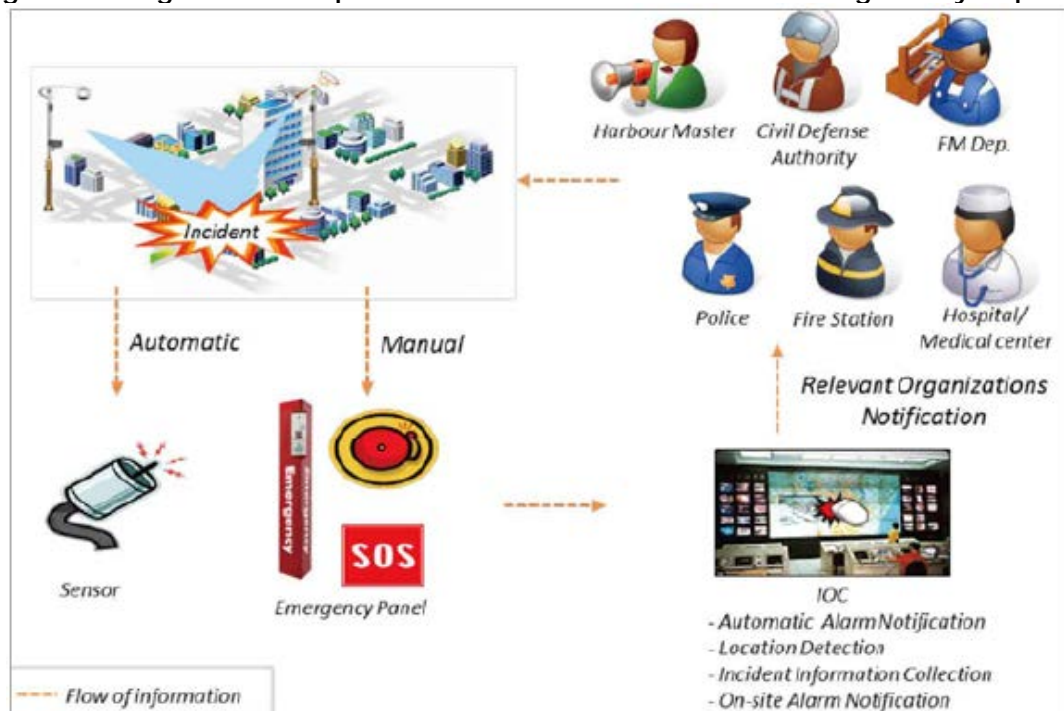 Harbour Master
Civil Defense
Authority
FM Dep.
Incident
Police
Fire Station
Hospital/
Medical center
Automatic
Manual
Relevant Organizations
Notification
Emergency
Emergency
SOS
Sensor
Emergency Panel
IOC
- Automatic AlarmNotification
- Location Detection
- Incident Information Collection
- On-site Alarm Notification
Flow of information